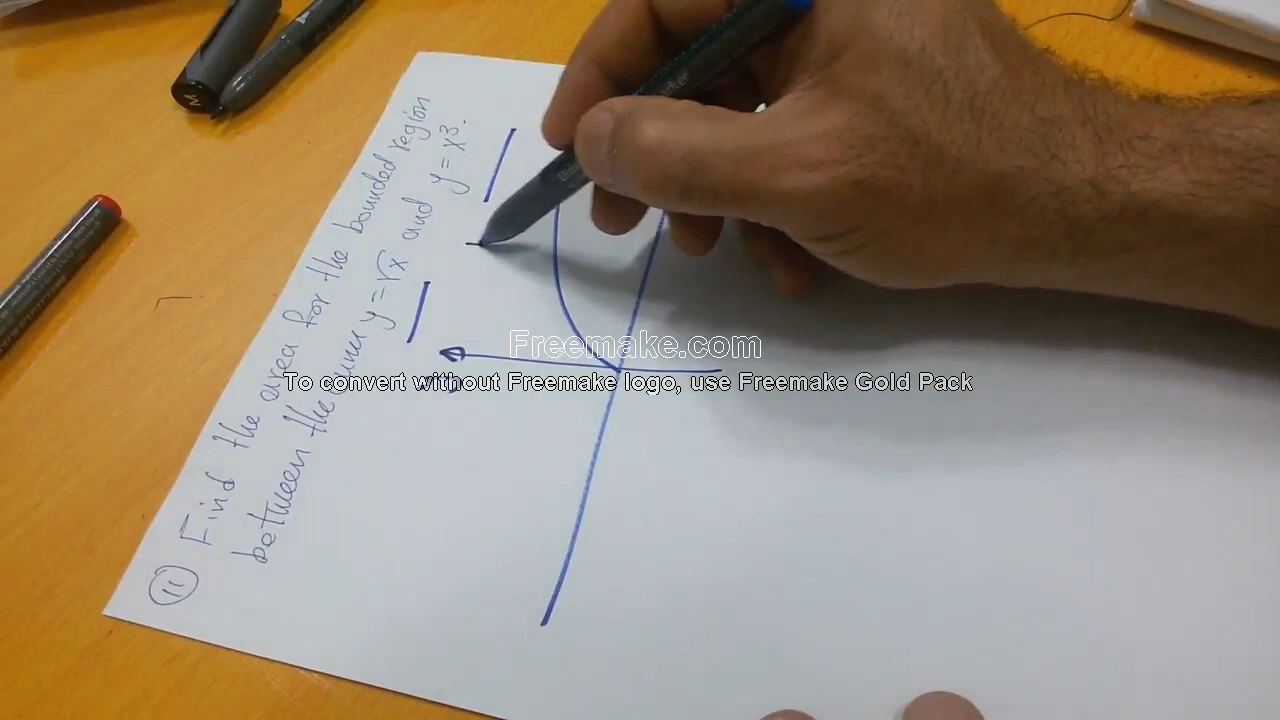 ⑪ Find the area for the bounded region
between the curves y = √x and y = x³.
y
Freemake.com
To convert without Freemake logo, use Freemake Gold Pack
M